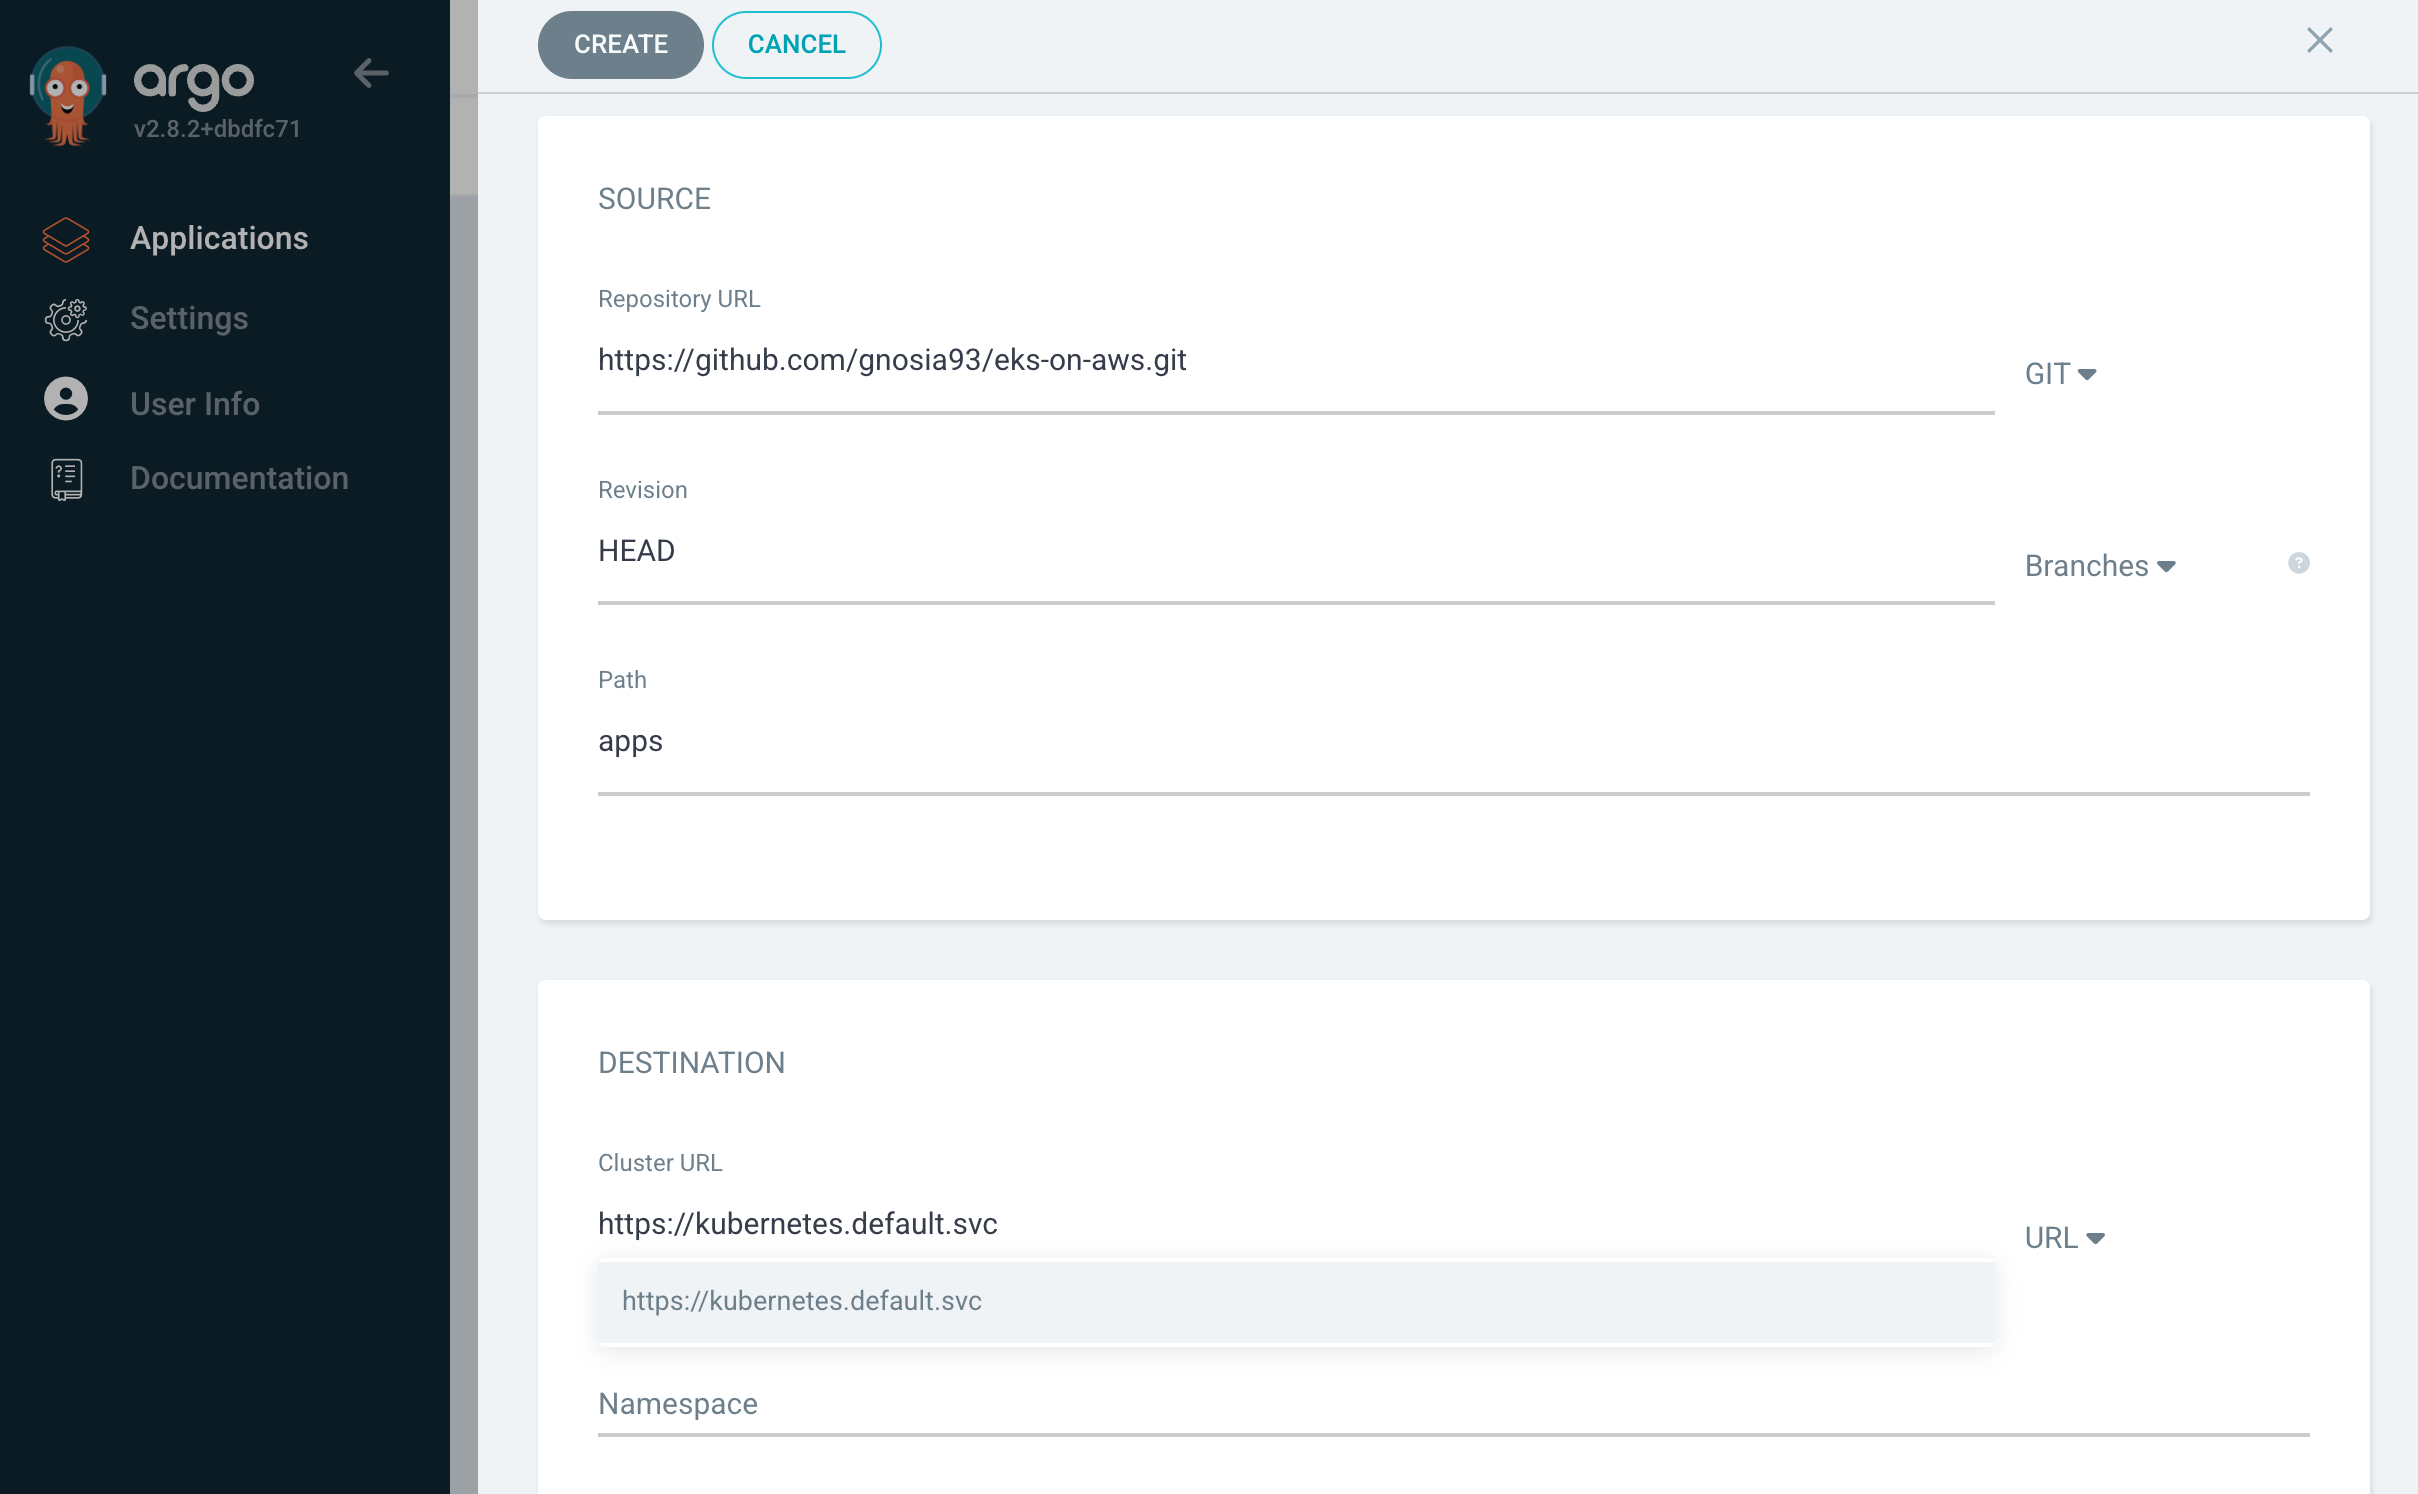 argo
v2.8.2+dbdfc71
Applications
Settings
User Info
Documentation
CREATE
CANCEL
SOURCE
Repository URL
https://github.com/gnosia93/eks-on-aws.git
GIT
Revision
HEAD
Branches
?
Path
apps
DESTINATION
Cluster URL
https://kubernetes.default.svc
URL
https://kubernetes.default.svc
Namespace